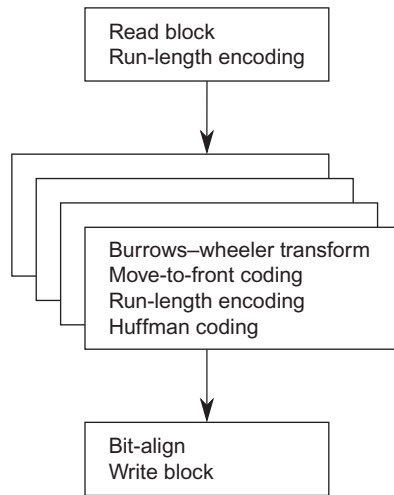 Read block
Run-length encoding
Burrows–wheeler transform
Move-to-front coding
Run-length encoding
Huffman coding
Bit-align
Write block